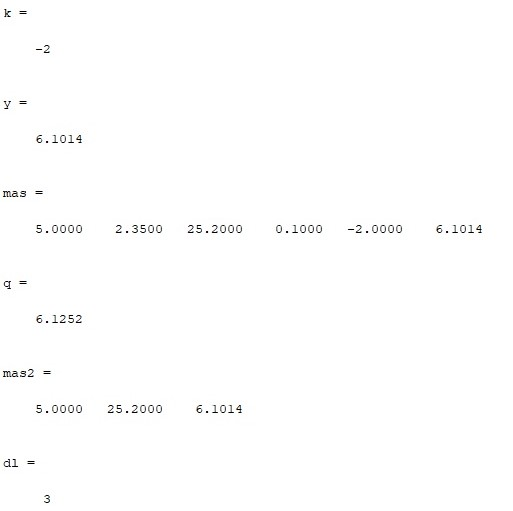 k =
-2
y =
6.1014
mas =
5.0000 2.3500 25.2000 0.1000 -2.0000 6.1014
q =
6.1252
mas2 =
5.0000 25.2000 6.1014
dl =
3